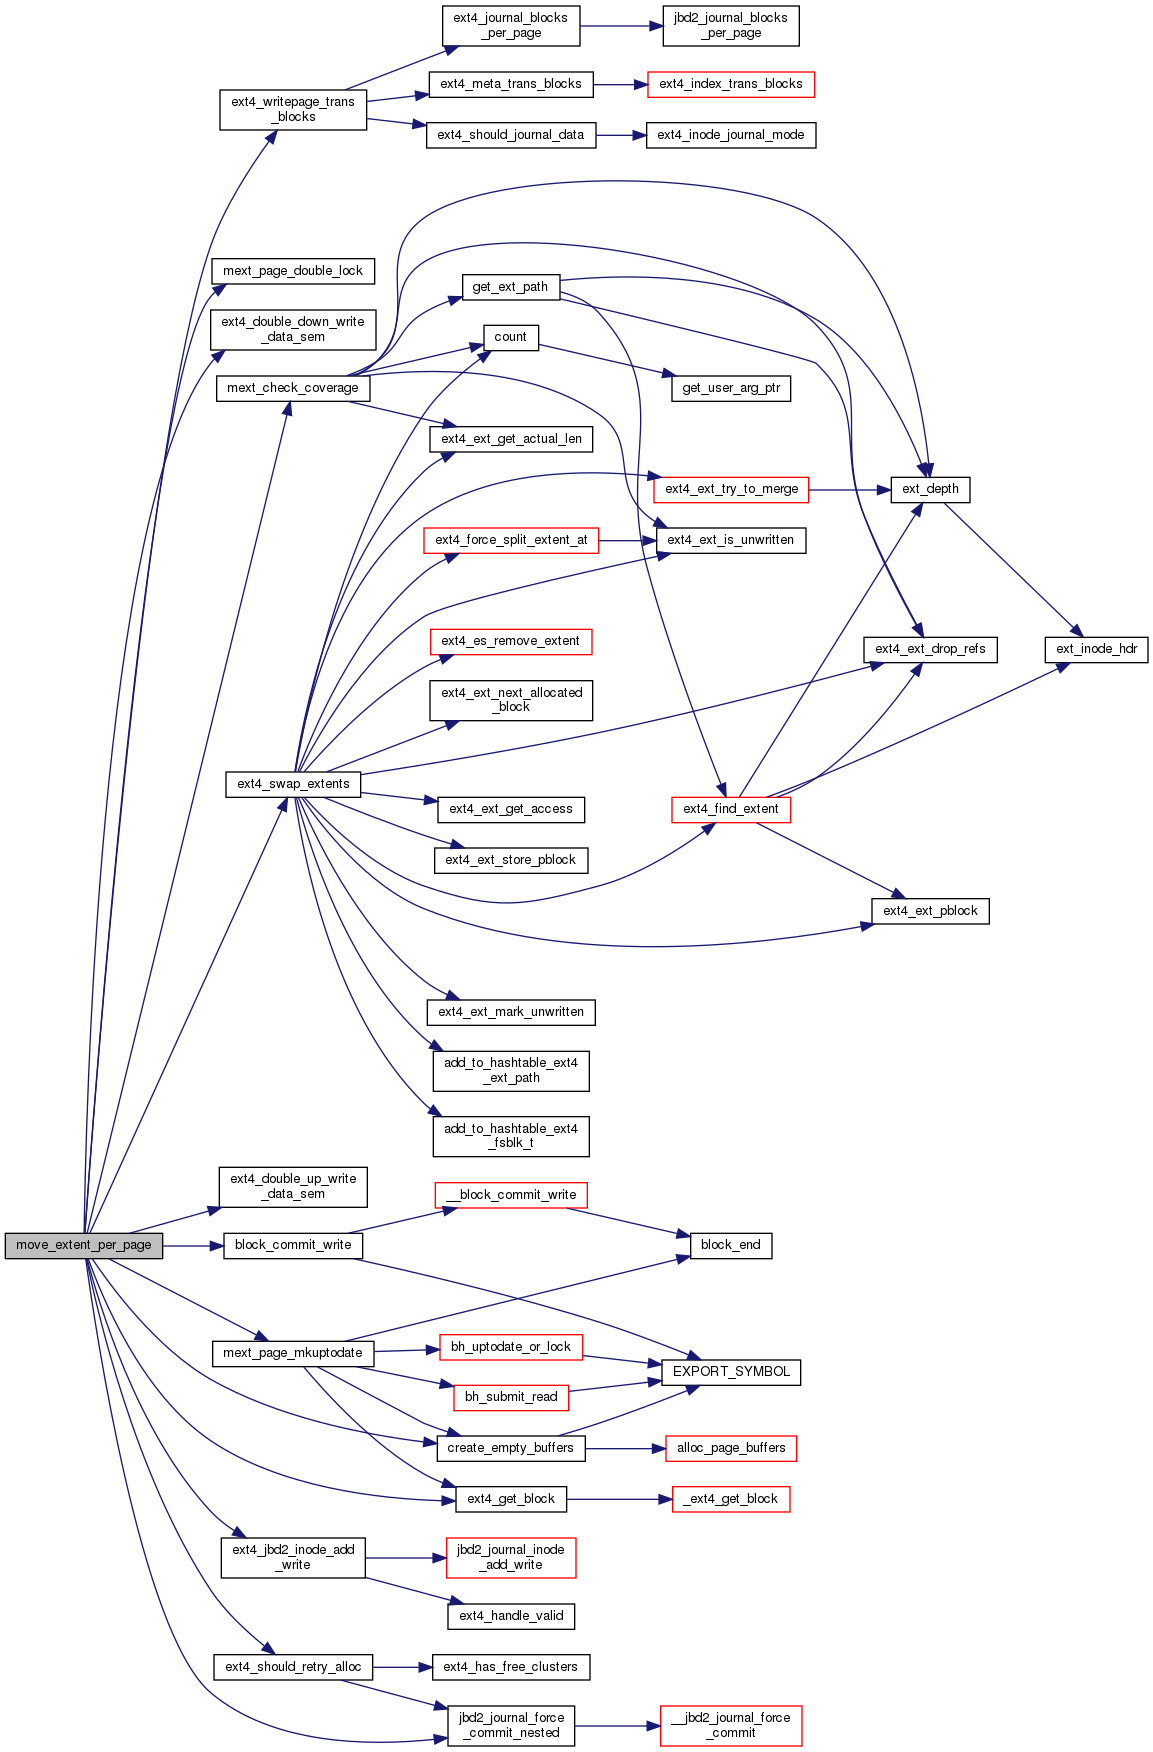 ext4_journal_blocks
_per_page
jbd2_journal_blocks
_per_page
ext4_writepage_trans
_blocks
ext4_meta_trans_blocks
ext4_index_trans_blocks
ext4_should_journal_data
ext4_inode_journal_mode
mext_page_double_lock
get_ext_path
ext4_double_down_write
_data_sem
count
mext_check_coverage
get_user_arg_ptr
ext4_ext_get_actual_len
ext4_ext_try_to_merge
ext_depth
ext4_force_split_extent_at
ext4_ext_is_unwritten
ext4_es_remove_extent
ext4_ext_drop_refs
ext_inode_hdr
ext4_ext_next_allocated
_block
ext4_swap_extents
ext4_ext_get_access
ext4_find_extent
ext4_ext_store_pblock
ext4_ext_pblock
ext4_ext_mark_unwritten
add_to_hashtable_ext4
_ext_path
add_to_hashtable_ext4
_fsblk_t
ext4_double_up_write
_data_sem
__block_commit_write
move_extent_per_page
block_commit_write
block_end
mext_page_mkuptodate
bh_uptodate_or_lock
EXPORT_SYMBOL
bh_submit_read
create_empty_buffers
alloc_page_buffers
ext4_get_block
_ext4_get_block
ext4_jbd2_inode_add
_write
jbd2_journal_inode
_add_write
ext4_handle_valid
ext4_should_retry_alloc
ext4_has_free_clusters
jbd2_journal_force
_commit_nested
__jbd2_journal_force
_commit